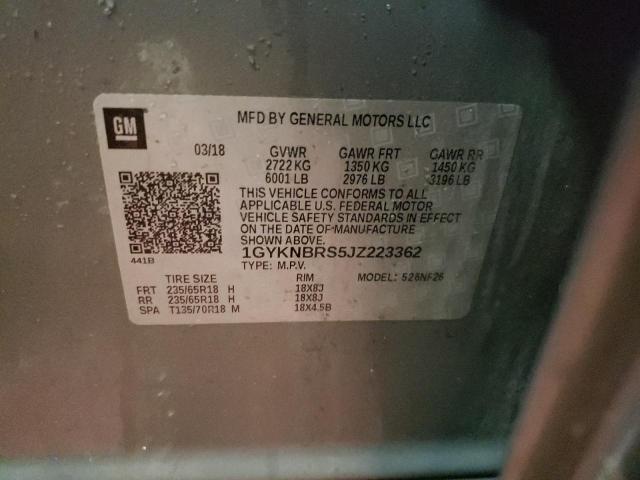 GM
MFD BY GENERAL MOTORS LLC
03/18 GVWR GAWR FRT GAWR RR
2722 KG 1350 KG 1450 KG
6001 LB 2976 LB 3196 LB
THIS VEHICLE CONFORMS TO ALL
APPLICABLE U.S. FEDERAL MOTOR
VEHICLE SAFETY STANDARDS IN EFFECT
ON THE DATE OF MANUFACTURE
SHOWN ABOVE.
1GYKNBRS5JZ223362
441B
TYPE: M.P.V.
TIRE SIZE RIM MODEL: 526NF26
FRT 235/65R18 H 18X8J
RR 235/65R18 H 18X8J
SPA T135/70R18 M 18X4.5B